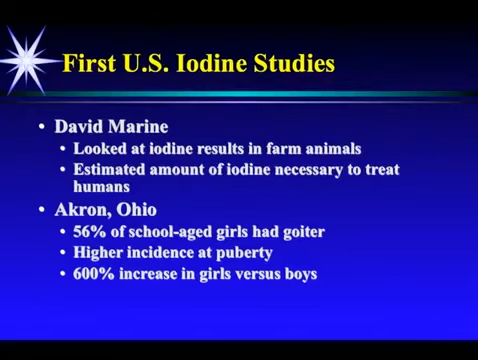 First U.S. Iodine Studies
• David Marine
• Looked at iodine results in farm animals
• Estimated amount of iodine necessary to treat
humans
• Akron, Ohio
• 56% of school-aged girls had goiter
• Higher incidence at puberty
• 600% increase in girls versus boys